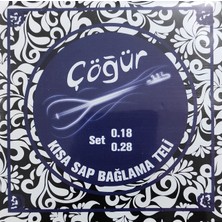 Çöğür
Set 0.18
0.28
KISA SAP BAĞLAMA TELİ